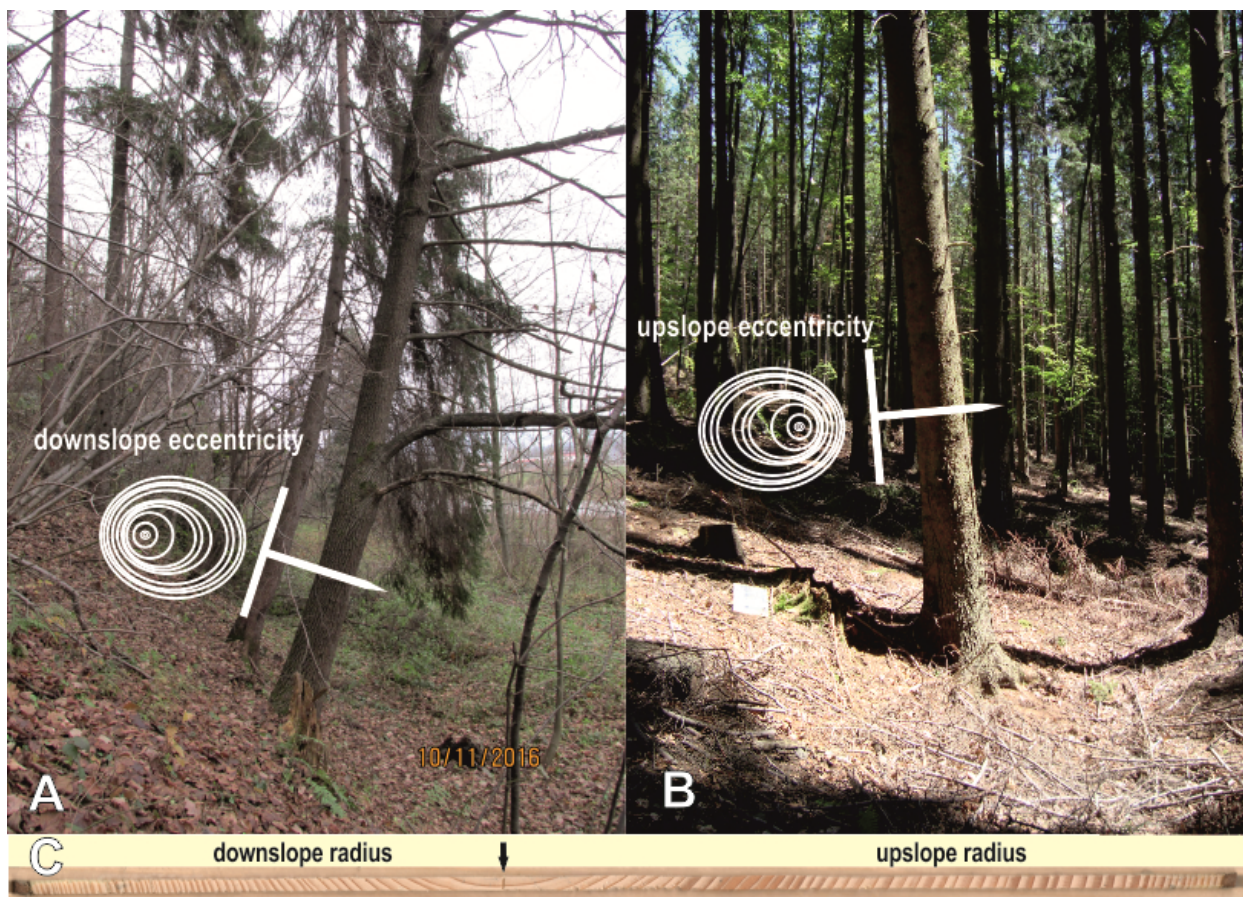 downslope eccentricity
10/11/2016
A
upslope eccentricity
B
C
downslope radius
upslope radius